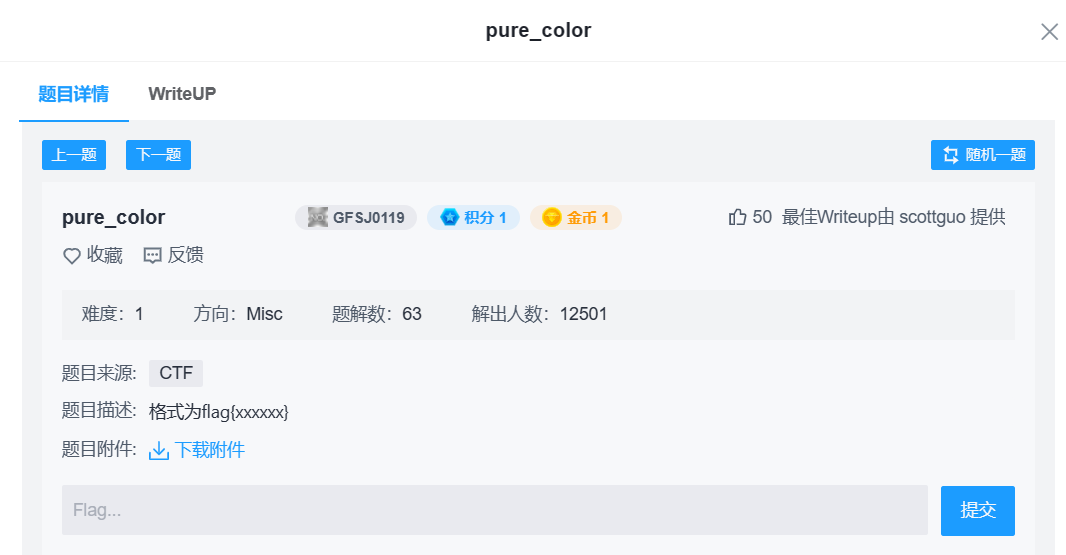 pure_color
题目详情 WriteUP
上一题 下一题 随机一题
pure_color GFSJ0119 积分 1 金币 1 50 最佳Writeup由 scottguo 提供
收藏 反馈
难度：1 方向：Misc 题解数：63 解出人数：12501
题目来源: CTF
题目描述: 格式为flag{xxxxxx}
题目附件: 下载附件
Flag... 提交